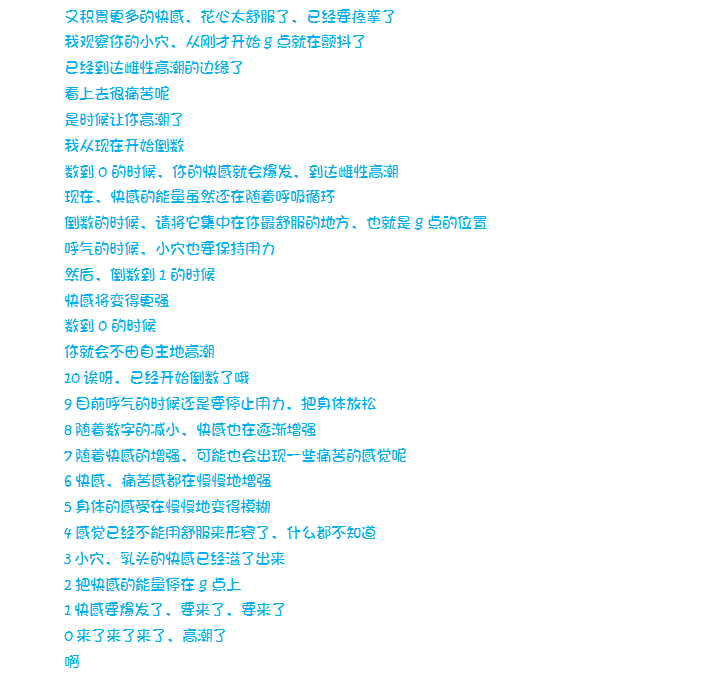 又积累更多的快感、花心太舒服了、已经要痉挛了
我观察你的小穴、从刚才开始g点就在颤抖了
已经到达雌性高潮的边缘了
看上去很痛苦呢
是时候让你高潮了
我从现在开始倒数
数到0的时候、你的快感就会爆发、到达雌性高潮
现在、快感的能量虽然还在随着呼吸循环
倒数的时候、请将它集中在你最舒服的地方、也就是g点的位置
呼气的时候、小穴也要保持用力
然后、倒数到1的时候
快感将变得更强
数到0的时候
你就会不由自主地高潮
10诶呀、已经开始倒数了哦
9目前呼气的时候还是要停止用力、把身体放松
8随着数字的减小、快感也在逐渐增强
7随着快感的增强、可能也会出现一些痛苦的感觉呢
6快感、痛苦感都在慢慢地增强
5身体的感受在慢慢地变得模糊
4感觉已经不能用舒服来形容了、什么都不知道
3小穴、乳头的快感已经溢了出来
2把快感的能量停在g点上
1快感要爆发了、要来了、要来了
0来了来了来了、高潮了
啊